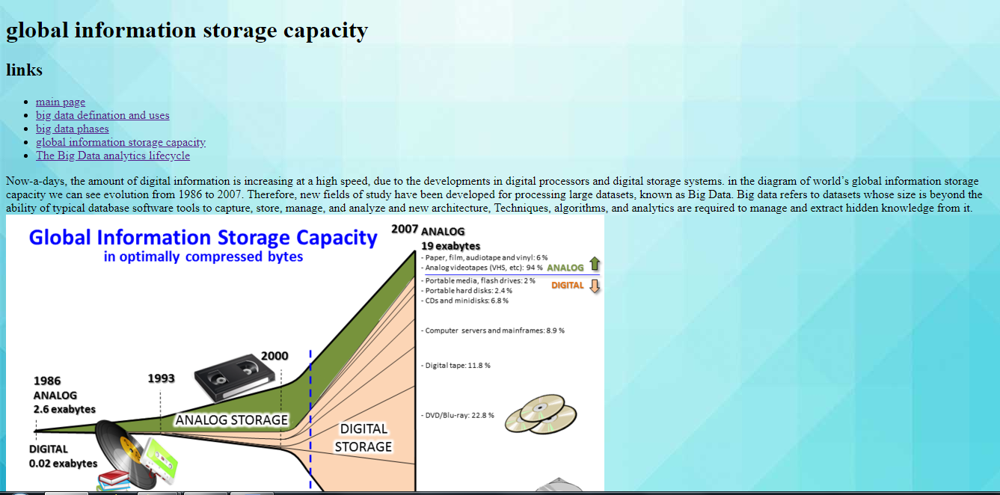 global information storage capacity
links
main page
big data defination and uses
big data phases
global information storage capacity
The Big Data analytics lifecycle
Now-a-days, the amount of digital information is increasing at a high speed, due to the developments in digital processors and digital storage systems. in the diagram of world’s global information storage
capacity we can see evolution from 1986 to 2007. Therefore, new fields of study have been developed for processing large datasets, known as Big Data. Big data refers to datasets whose size is beyond the
ability of typical database software tools to capture, store, manage, and analyze and new architecture, Techniques, algorithms, and analytics are required to manage and extract hidden knowledge from it.
Global Information Storage Capacity
in optimally compressed bytes
2007 ANALOG
19 exabytes
- Paper, film, audiotape and vinyl: 6 %
- Analog videotapes (VHS, etc): 94 %
ANALOG
- Portable media, flash drives: 2 %
DIGITAL
- Portable hard disks: 2.4 %
- CDs and minidisks: 6.8 %
- Computer servers and mainframes: 8.9 %
- Digital tape: 11.8 %
- DVD/Blu-ray: 22.8 %
2000
1993
1986
ANALOG
2.6 exabytes
ANALOG STORAGE
DIGITAL
STORAGE
DIGITAL
0.02 exabytes